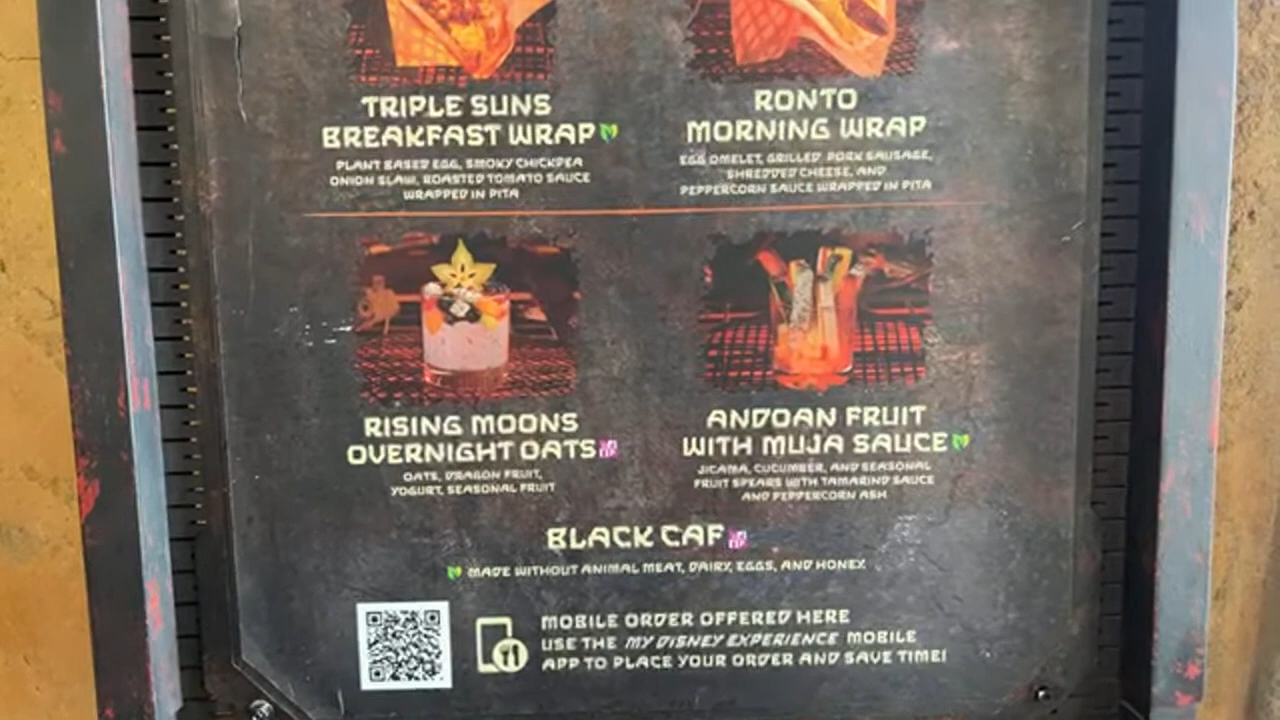 TRIPLE SUNS
BREAKFAST WRAP
PLANT BASED EGG, SMOKY CHICKPEA
ONION SLAW, ROASTED TOMATO SAUCE
WRAPPED IN PITA
RONTO
MORNING WRAP
EGG OMELET, GRILLED PORK SAUSAGE,
SHREDDED CHEESE, AND
PEPPERCORN SAUCE WRAPPED IN PITA
RISING MOONS
OVERNIGHT OATS
OATS, DRAGON FRUIT,
YOGURT, SEASONAL FRUIT
ANDOAN FRUIT
WITH MUJA SAUCE
JICAMA, CUCUMBER, AND SEASONAL
FRUIT SPEARS WITH TAMARIND SAUCE
AND PEPPERCORN ASH
BLACK CAF
MADE WITHOUT ANIMAL MEAT, DAIRY, EGGS, AND HONEY.
MOBILE ORDER OFFERED HERE
USE THE MY DISNEY EXPERIENCE MOBILE
APP TO PLACE YOUR ORDER AND SAVE TIME!